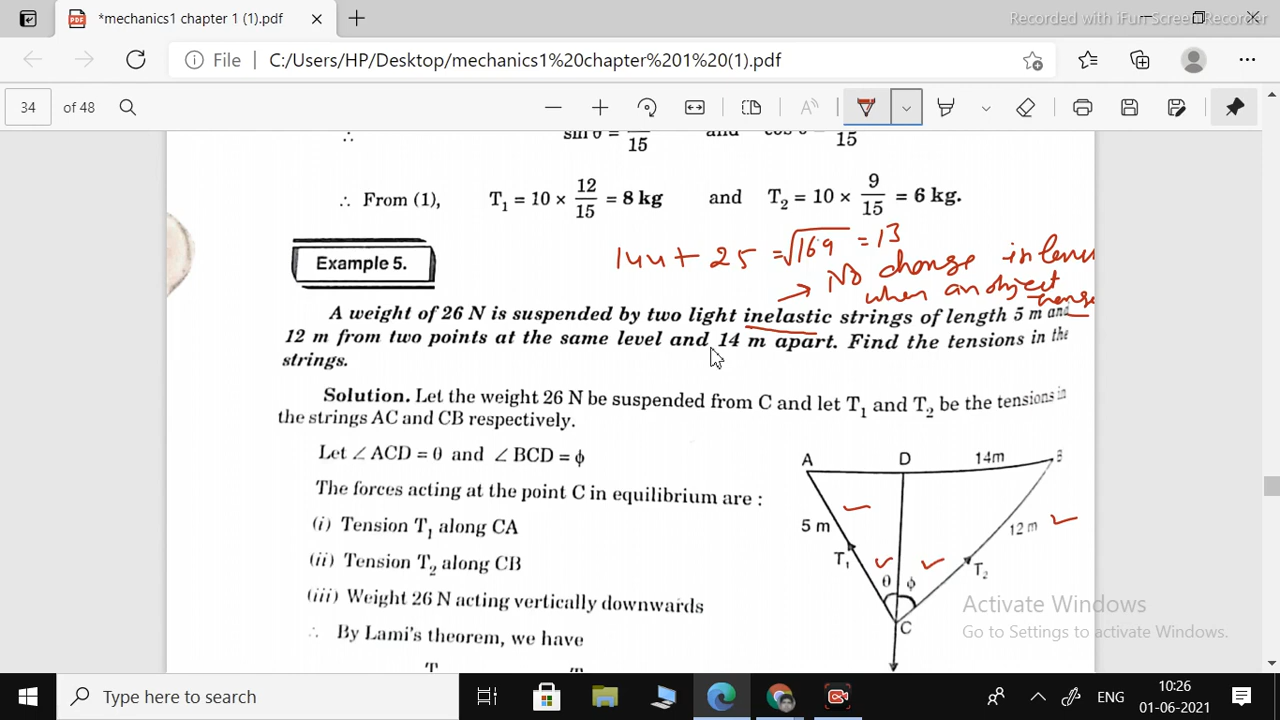 *mechanics1 chapter 1 (1).pdf
Recorded with iFun Screen Recorder
File C:/Users/HP/Desktop/mechanics1%20chapter%201%20(1).pdf
34 of 48
∴ sin θ = 15 and 15
∴ From (1), T₁ = 10 × 12/15 = 8 kg and T₂ = 10 × 9/15 = 6 kg.
144 + 25 = √169 = 13
Example 5.
→ No change in
when an object
A weight of 26 N is suspended by two light inelastic strings of length 5 m and
12 m from two points at the same level and 14 m apart. Find the tensions in the
strings.
Solution. Let the weight 26 N be suspended from C and let T₁ and T₂ be the tensions in
the strings AC and CB respectively.
Let ∠ ACD = θ and ∠ BCD = ϕ
The forces acting at the point C in equilibrium are :
(i) Tension T₁ along CA
(ii) Tension T₂ along CB
(iii) Weight 26 N acting vertically downwards
∴ By Lami's theorem, we have
T
A D 14m B
5 m 12 m
T₁ T₂
θ ϕ
C
Activate Windows
Go to Settings to activate Windows.
Type here to search
ENG
10:26
01-06-2021